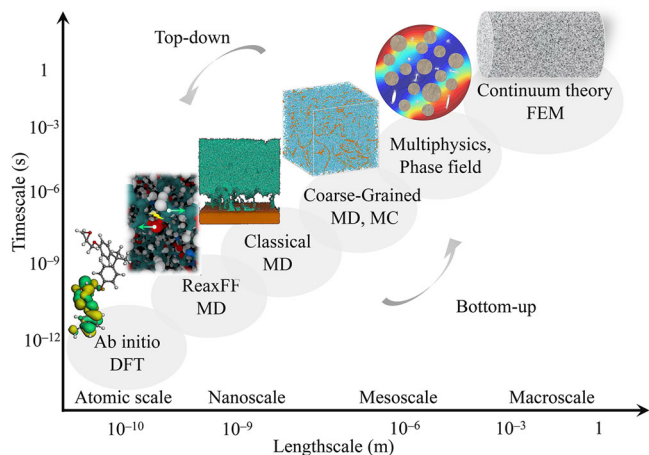 Top-down
1
Continuum theory
FEM
10⁻³
Multiphysics,
Phase field
Timescale (s)
10⁻⁶
Coarse-Grained
MD, MC
Classical
MD
10⁻⁹
ReaxFF
MD
Bottom-up
10⁻¹²
Ab initio
DFT
Atomic scale Nanoscale Mesoscale Macroscale
10⁻¹⁰ 10⁻⁹ 10⁻⁶ 10⁻³ 1
Lengthscale (m)